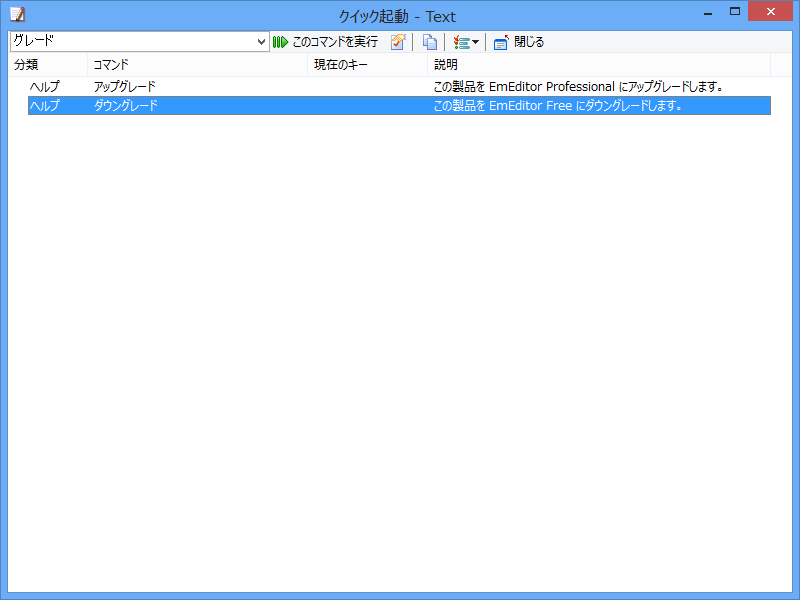 クイック起動 - Text
グレード このコマンドを実行 閉じる
分類 コマンド 現在のキー 説明
ヘルプ アップグレード この製品を EmEditor Professional にアップグレードします。
ヘルプ ダウングレード この製品を EmEditor Free にダウングレードします。